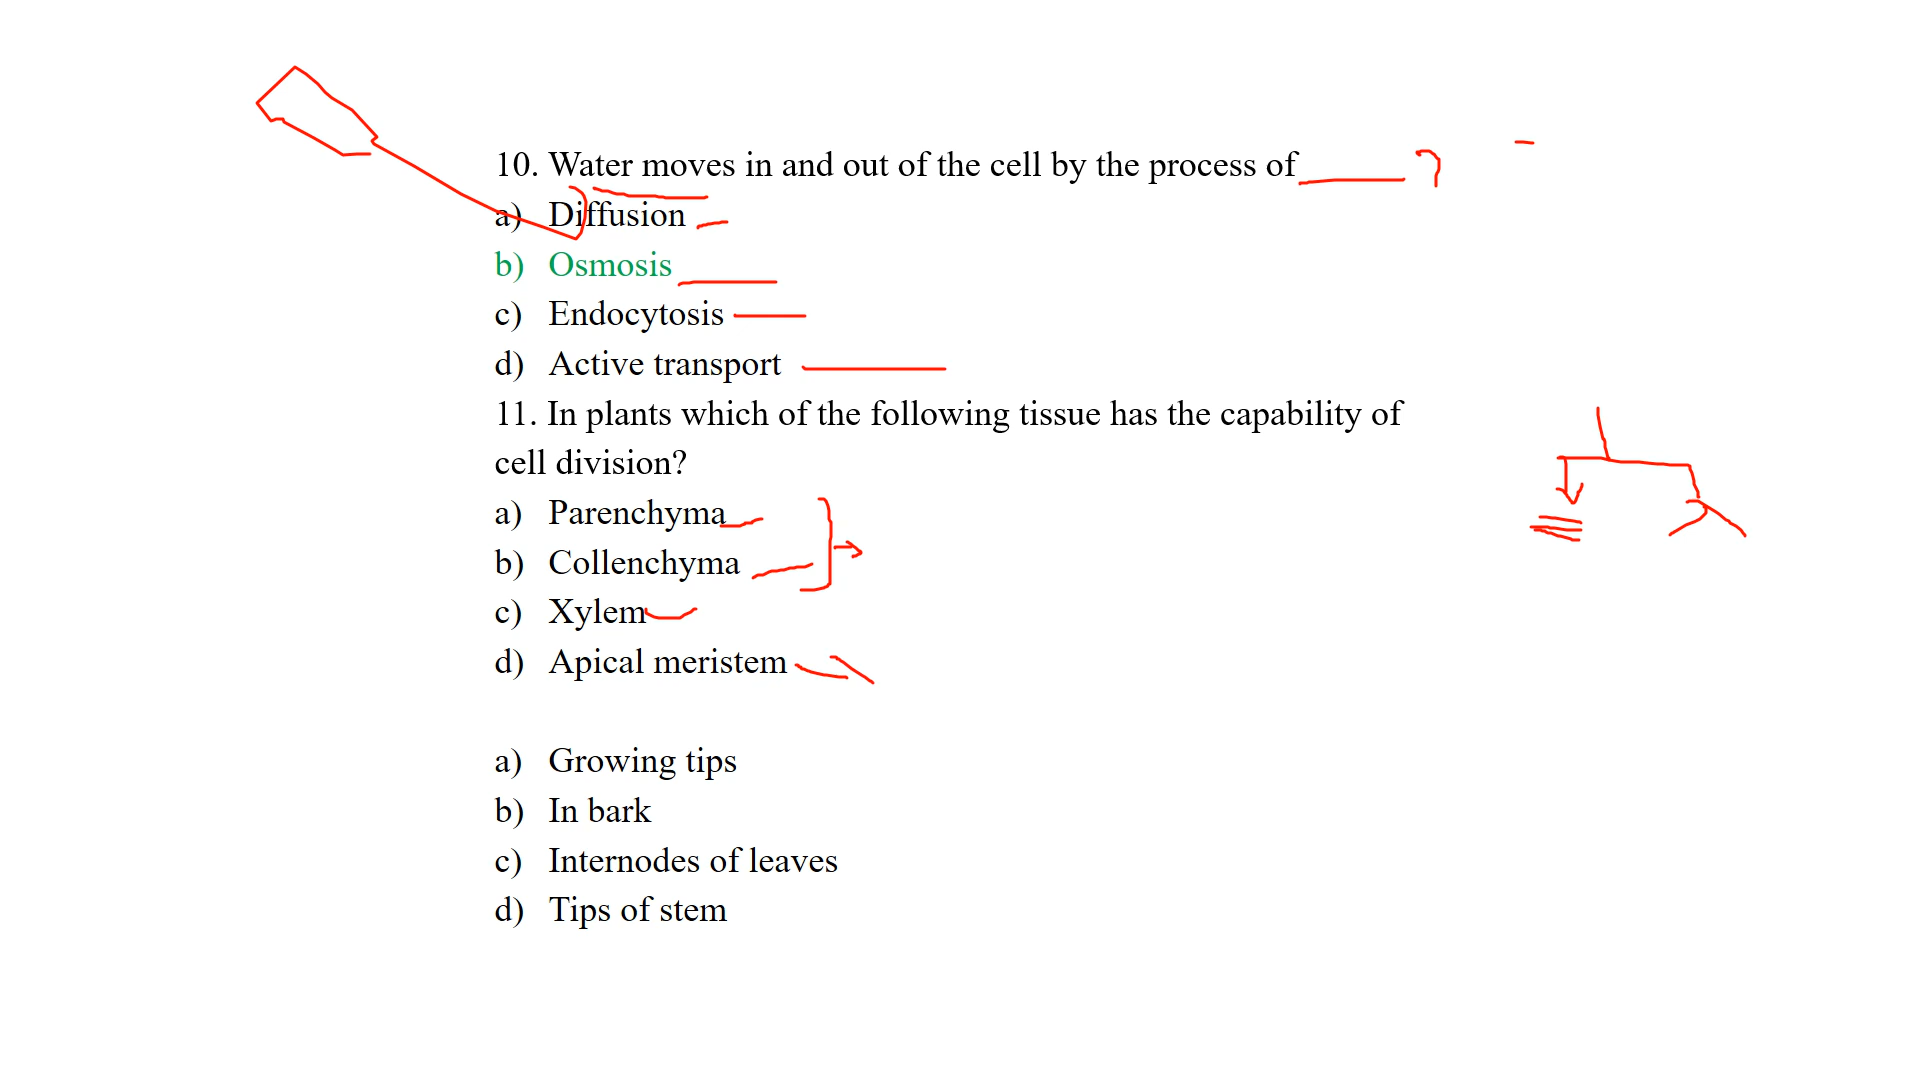 10. Water moves in and out of the cell by the process of ?
a) Diffusion
b) Osmosis
c) Endocytosis
d) Active transport
11. In plants which of the following tissue has the capability of
cell division?
a) Parenchyma
b) Collenchyma
c) Xylem
d) Apical meristem
a) Growing tips
b) In bark
c) Internodes of leaves
d) Tips of stem